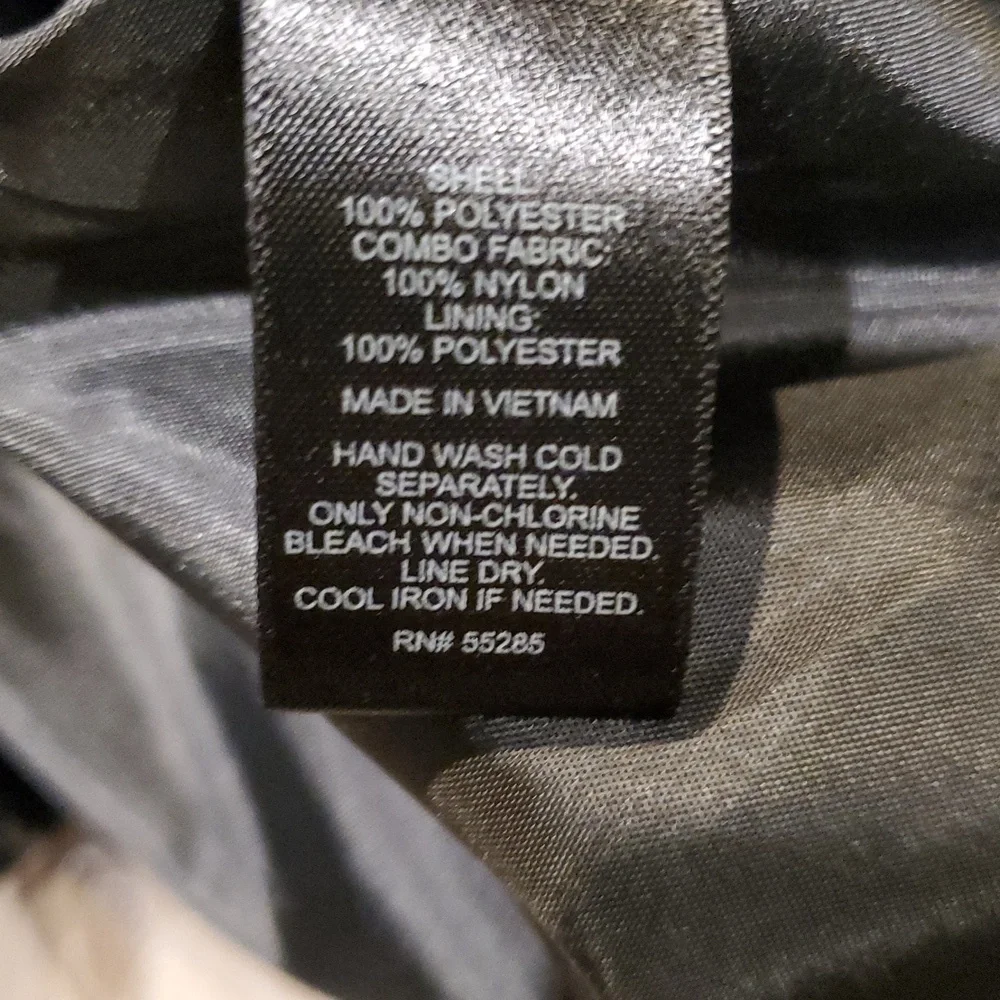 SHELL:
100% POLYESTER
COMBO FABRIC:
100% NYLON
LINING:
100% POLYESTER
MADE IN VIETNAM
HAND WASH COLD
SEPARATELY.
ONLY NON-CHLORINE
BLEACH WHEN NEEDED.
LINE DRY.
COOL IRON IF NEEDED.
RN# 55285